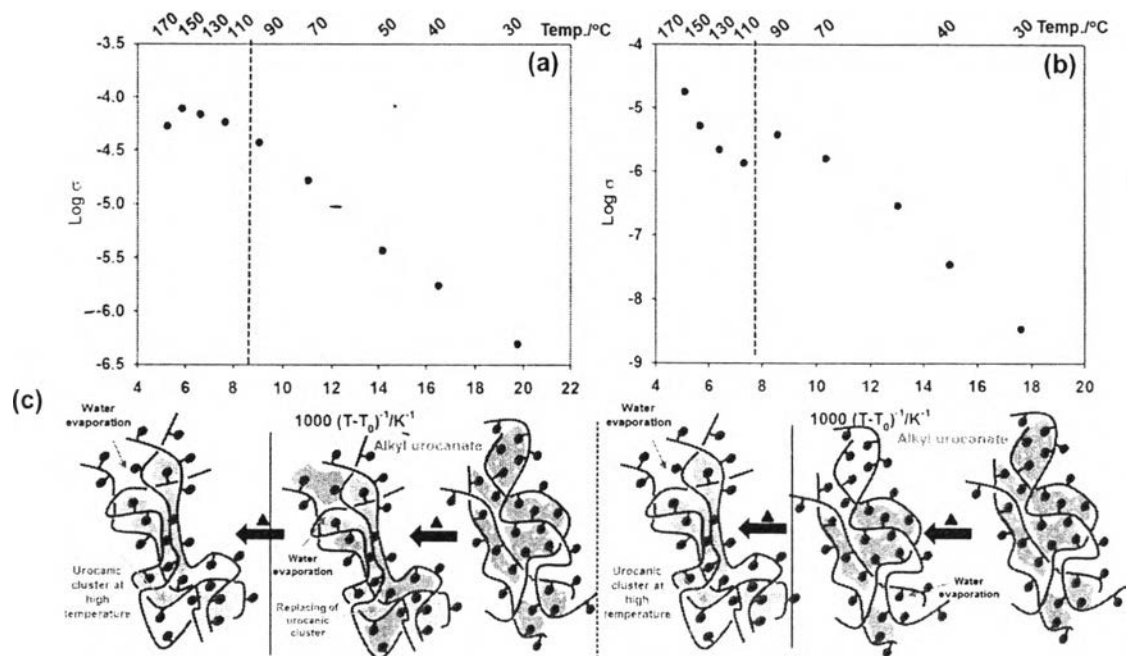 170 150 130 110 90 70 50 40 30 Temp./°C
(a)
-3.5
-4.0
-4.5
-5.0
-5.5
-6.0
-6.5
Log σ
4 6 8 10 12 14 16 18 20 22
1000 (T-T₀)⁻¹/K⁻¹
170 150 130 110 90 70 40 30 Temp./°C
(b)
-4
-5
-6
-7
-8
-9
Log σ
4 6 8 10 12 14 16 18 20
1000 (T-T₀)⁻¹/K⁻¹
(c)
Water
evaporation
Alkyl urocanate
Water
evaporation
Urocanic
cluster at
high
temperature
Replacing of
urocanic
cluster
Water
evaporation
Alkyl urocanate
Water
evaporation
Urocanic
cluster at
high
temperature